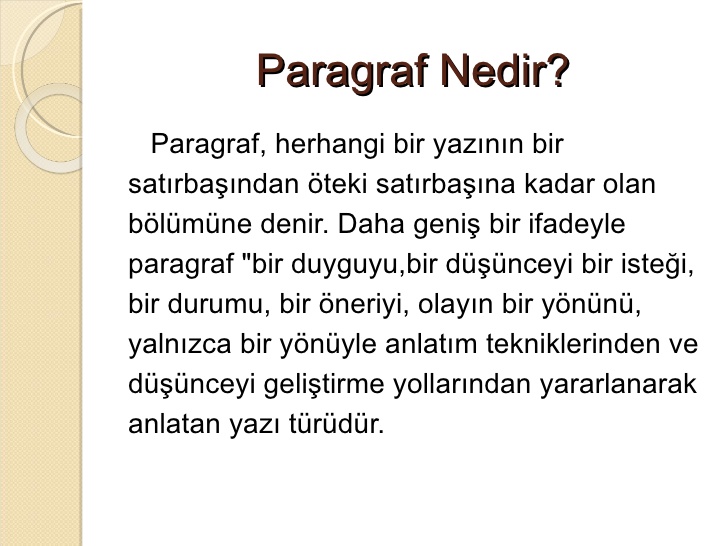 Paragraf Nedir?
Paragraf, herhangi bir yazının bir
satırbaşından öteki satırbaşına kadar olan
bölümüne denir. Daha geniş bir ifadeyle
paragraf "bir duyguyu,bir düşünceyi bir isteği,
bir durumu, bir öneriyi, olayın bir yönünü,
yalnızca bir yönüyle anlatım tekniklerinden ve
düşünceyi geliştirme yollarından yararlanarak
anlatan yazı türüdür.